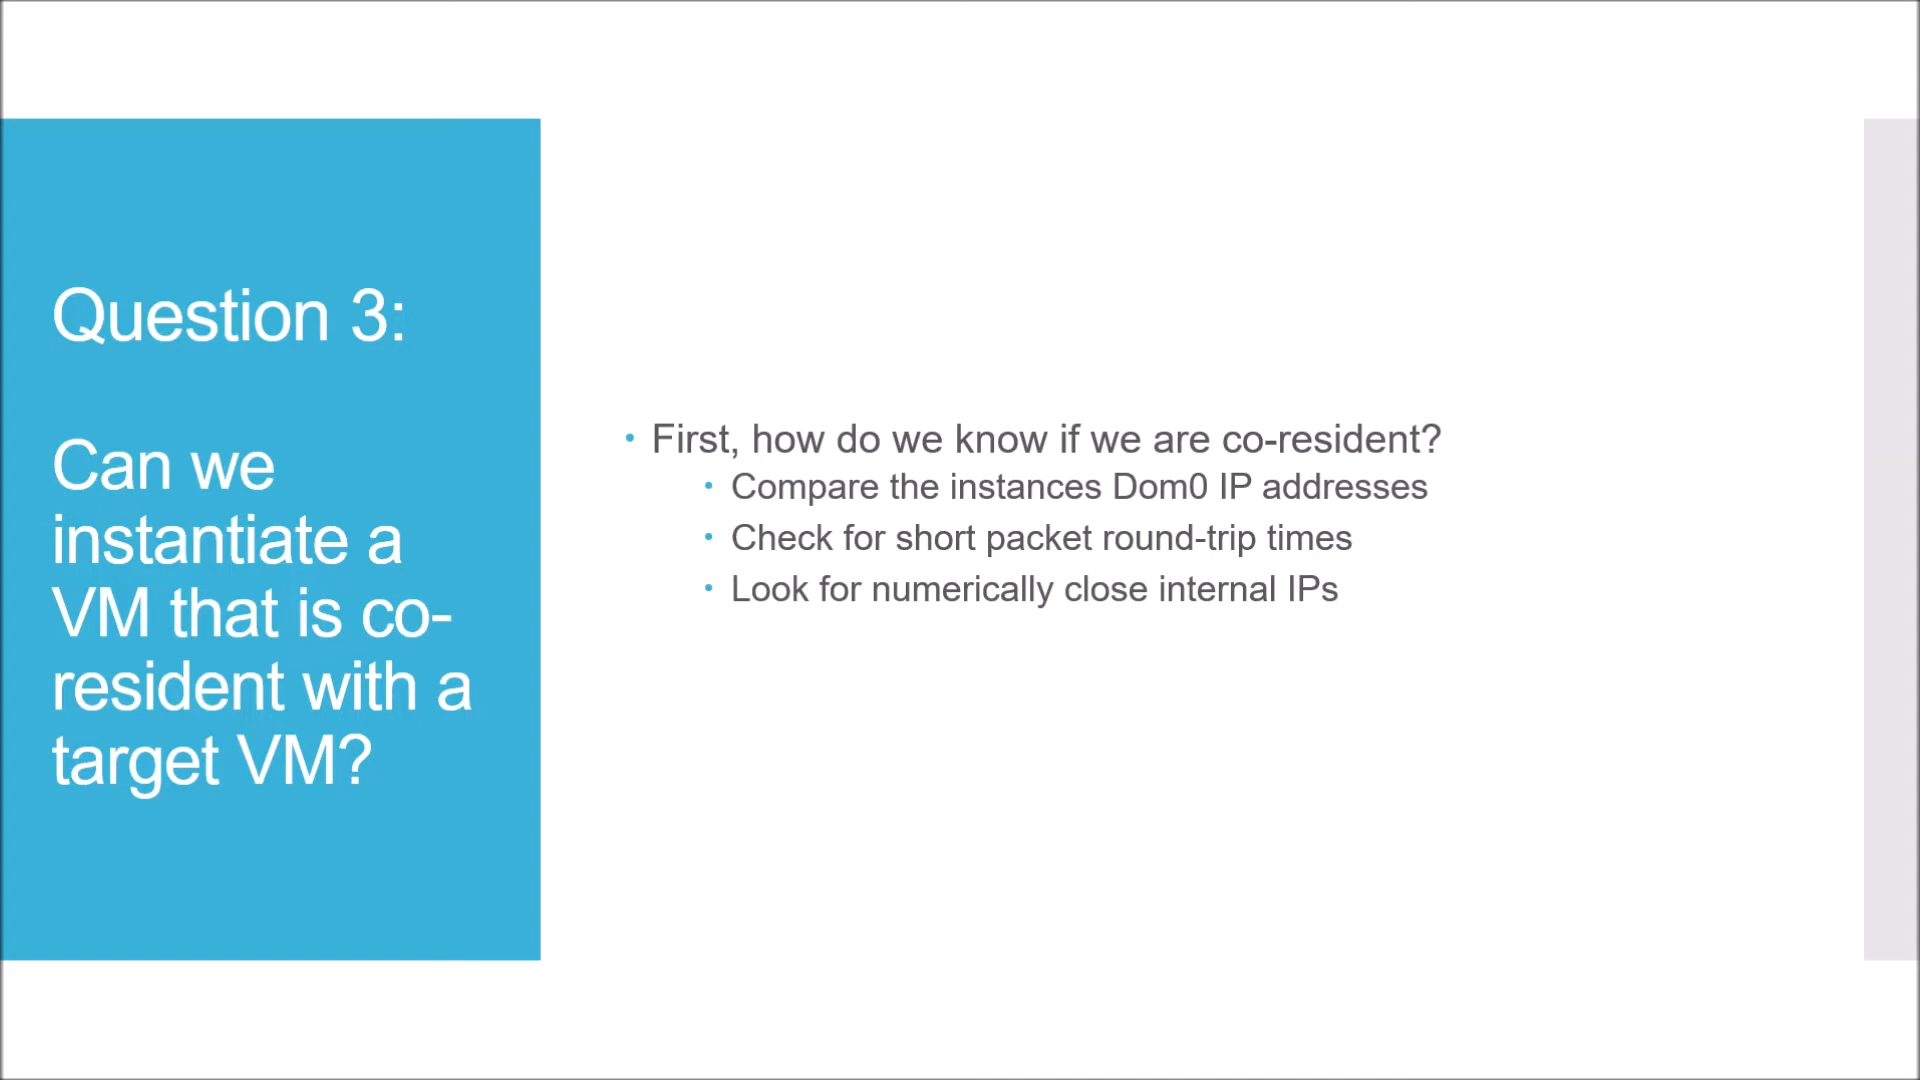 Question 3:
Can we
instantiate a
VM that is co-
resident with a
target VM?
• First, how do we know if we are co-resident?
• Compare the instances Dom0 IP addresses
• Check for short packet round-trip times
• Look for numerically close internal IPs